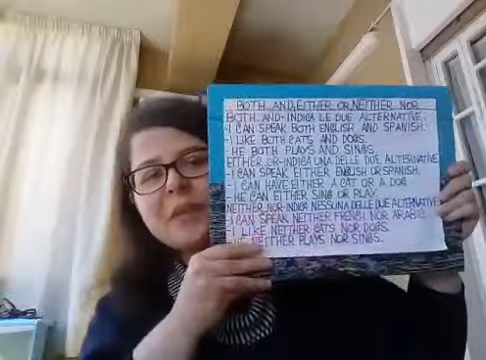 BOTH AND, EITHER OR, NEITHER NOR
BOTH AND-INDICA LE DUE ALTERNATIVE.
-I CAN SPEAK BOTH ENGLISH AND SPANISH.
-I LIKE BOTH CATS AND DOGS.
-HE BOTH PLAYS AND SINGS.
EITHER OR-INDICA UNA DELLE DUE ALTERNATIVE
-I CAN SPEAK EITHER ENGLISH OR SPANISH.
-I CAN HAVE EITHER A CAT OR A DOG.
-HE CAN EITHER SING OR PLAY
NEITHER NOR-INDICA NESSUNA DELLE DUE ALTERNATIVE
-I CAN SPEAK NEITHER FRENCH NOR ARABIC.
-I LIKE NEITHER CATS NOR DOGS.
-HE NEITHER PLAYS NOR SINGS.